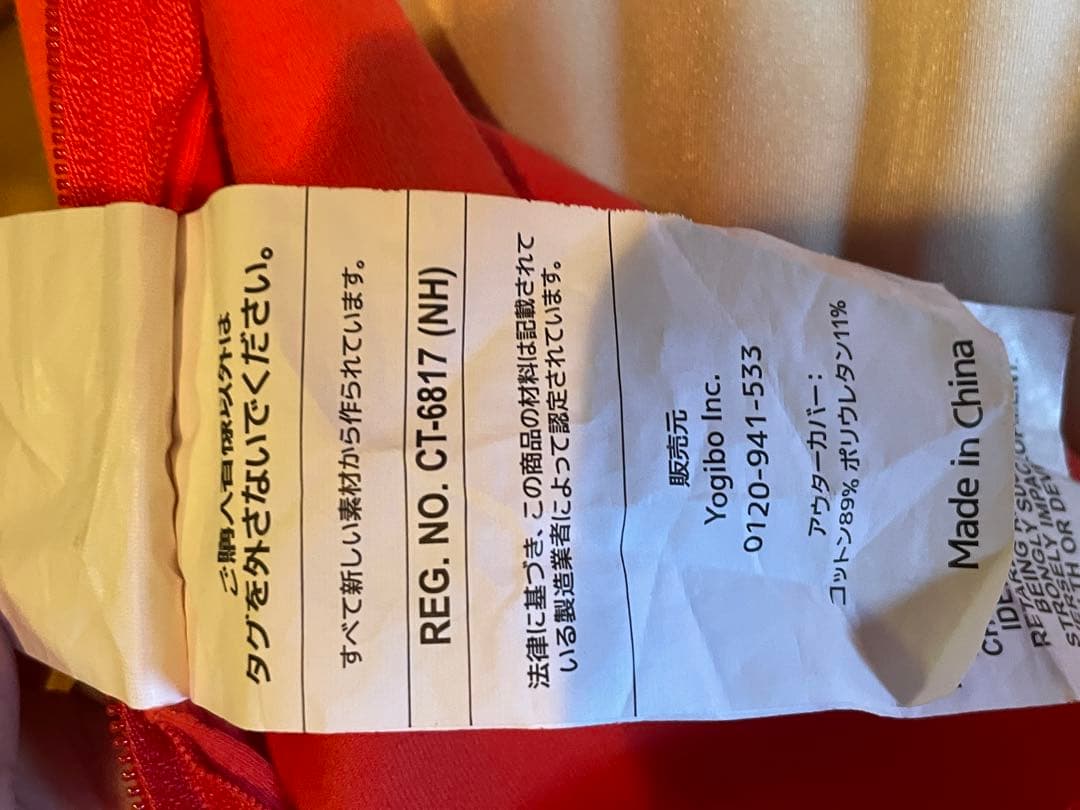 ご購入者様以外は
タグを外さないでください。
すべて新しい素材から作られています。
REG. NO. CT-6817 (NH)
法律に基づき、この商品の材料は記載されて
いる製造業者によって認定されています。
販売元
Yogibo Inc.
0120-941-533
アウターカバー：
コットン89% ポリウレタン11%
Made in China
STRSTH OR DEV